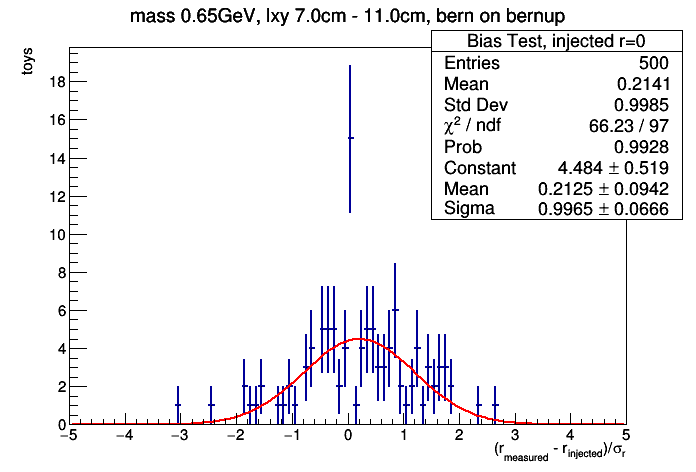 mass 0.65GeV, lxy 7.0cm - 11.0cm, bern on bernup
toys
Bias Test, injected r=0
Entries 500
Mean 0.2141
Std Dev 0.9985
χ² / ndf 66.23 / 97
Prob 0.9928
Constant 4.484 ± 0.519
Mean 0.2125 ± 0.0942
Sigma 0.9965 ± 0.0666
18
16
14
12
10
8
6
4
2
0
−5 −4 −3 −2 −1 0 1 2 3 4 5
(r_measured - r_injected)/σ_r